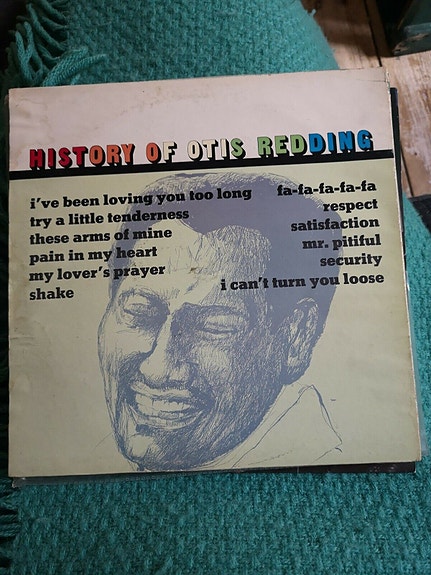 HISTORY OF OTIS REDDING
i've been loving you too long
try a little tenderness
these arms of mine
pain in my heart
my lover's prayer
shake
fa-fa-fa-fa-fa
respect
satisfaction
mr. pitiful
security
i can't turn you loose